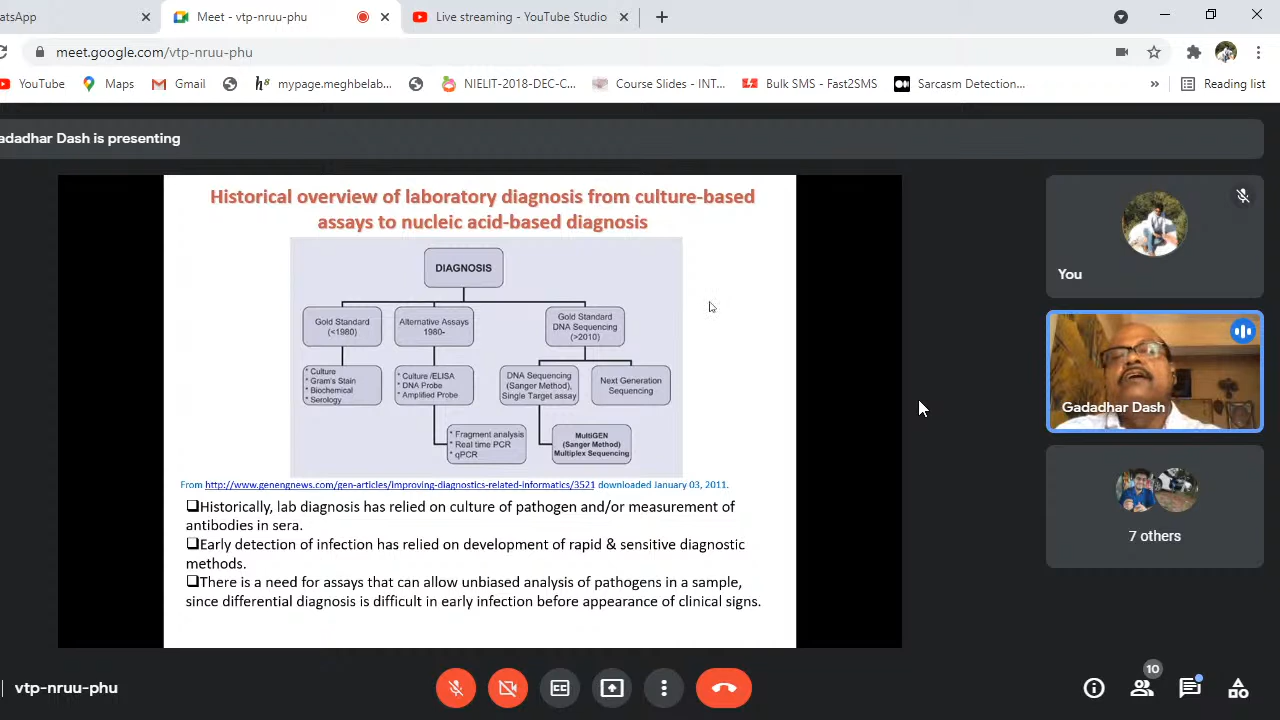 atsApp
Meet - vtp-nruu-phu
Live streaming - YouTube Studio
meet.google.com/vtp-nruu-phu
YouTube
Maps
Gmail
mypage.meghbelab...
NIELIT-2018-DEC-C...
Course Slides - INT...
Bulk SMS - Fast2SMS
Sarcasm Detection...
»
Reading list
adadhar Dash is presenting
Historical overview of laboratory diagnosis from culture-based
assays to nucleic acid-based diagnosis
DIAGNOSIS
Gold Standard
(<1980)
Alternative Assays
1980-
Gold Standard
DNA Sequencing
(>2010)
* Culture
* Gram's Stain
* Biochemical
* Serology
* Culture /ELISA
* DNA Probe
* Amplified Probe
DNA Sequencing
(Sanger Method),
Single Target assay
Next Generation
Sequencing
* Fragment analysis
* Real time PCR
* qPCR
MultiGEN
(Sanger Method)
Multiplex Sequencing
From http://www.genengnews.com/gen-articles/improving-diagnostics-related-informatics/3521 downloaded January 03, 2011.
❑Historically, lab diagnosis has relied on culture of pathogen and/or measurement of
antibodies in sera.
❑Early detection of infection has relied on development of rapid & sensitive diagnostic
methods.
❑There is a need for assays that can allow unbiased analysis of pathogens in a sample,
since differential diagnosis is difficult in early infection before appearance of clinical signs.
You
Gadadhar Dash
7 others
vtp-nruu-phu
10